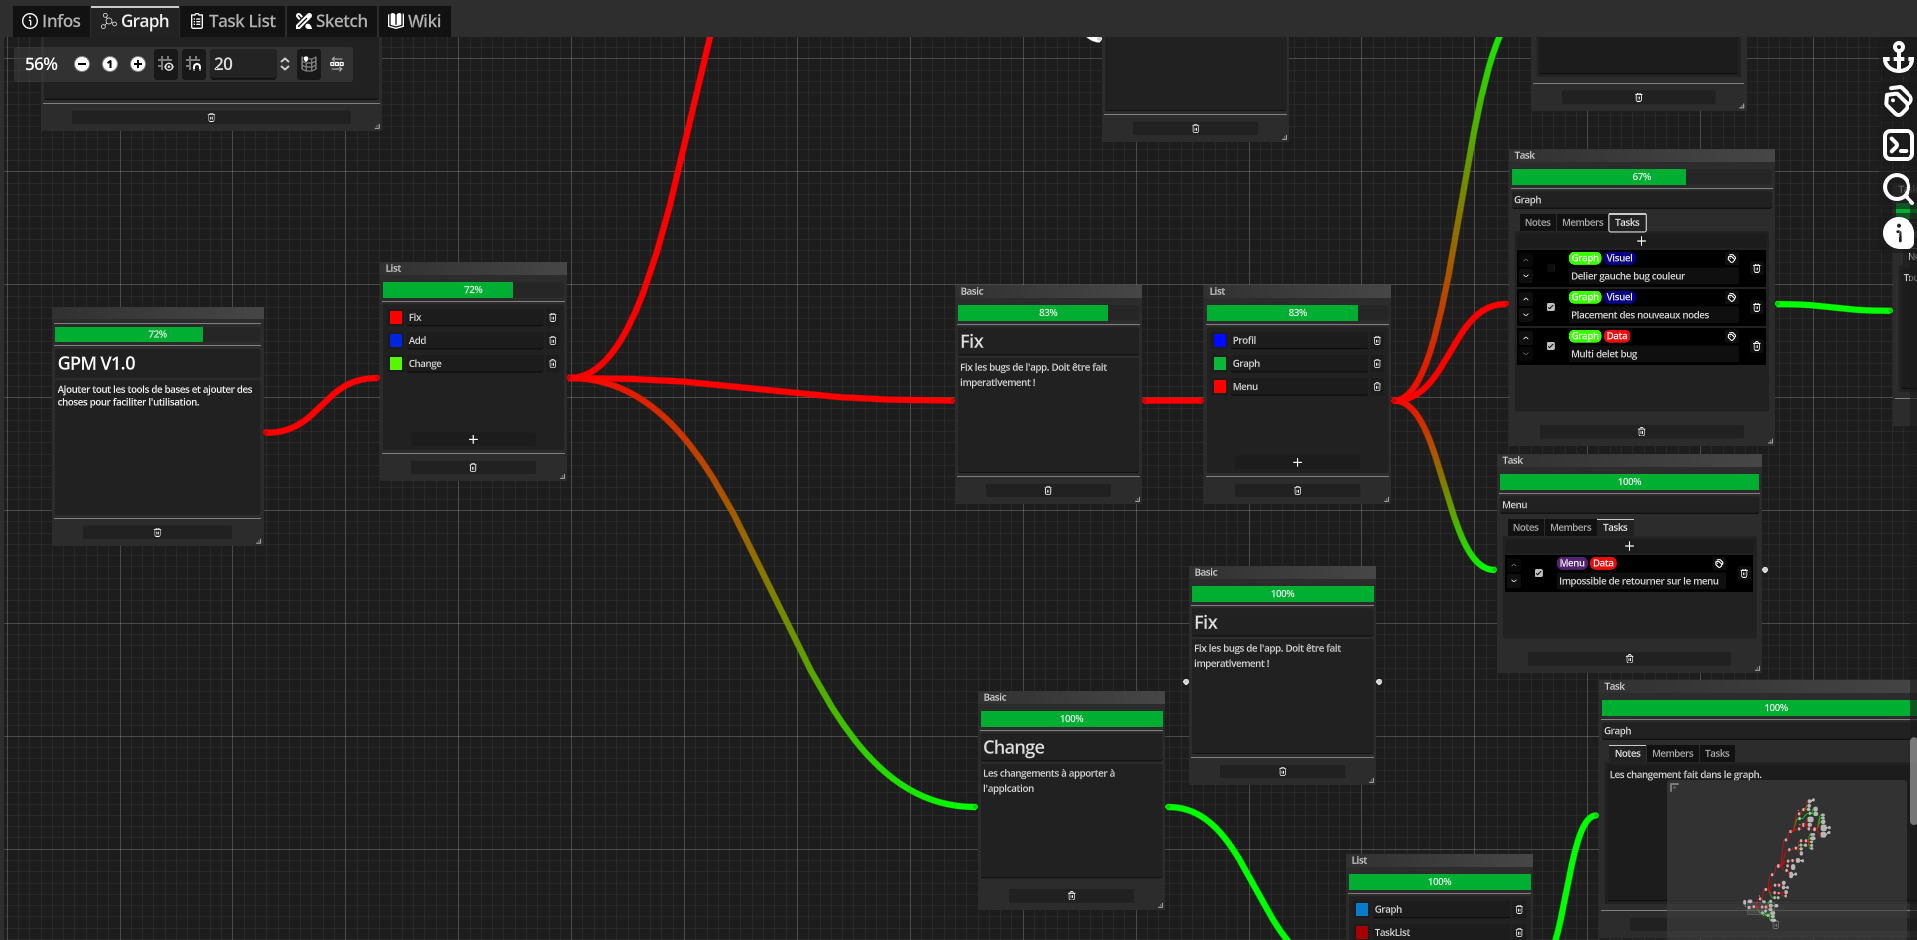 Infos
Graph
Task List
Sketch
Wiki
56%
1
20
72%
GPM V1.0
Ajouter tout les tools de bases et ajouter des
choses pour faciliter l'utilisation.
List
72%
Fix
Add
Change
+
Basic
83%
Fix
Fix les bugs de l'app. Doit être fait
imperativement !
List
83%
Profil
Graph
Menu
+
Task
67%
Graph
Notes Members Tasks
+
Graph Visuel
Delier gauche bug couleur
Graph Visuel
Placement des nouveaux nodes
Graph Data
Multi delet bug
Task
100%
Menu
Notes Members Tasks
+
Menu Data
Impossible de retourner sur le menu
Basic
100%
Fix
Fix les bugs de l'app. Doit être fait
imperativement !
Basic
100%
Change
Les changements à apporter à
l'applcation
List
100%
Graph
TaskList
Task
100%
Graph
Notes Members Tasks
Les changement fait dans le graph.